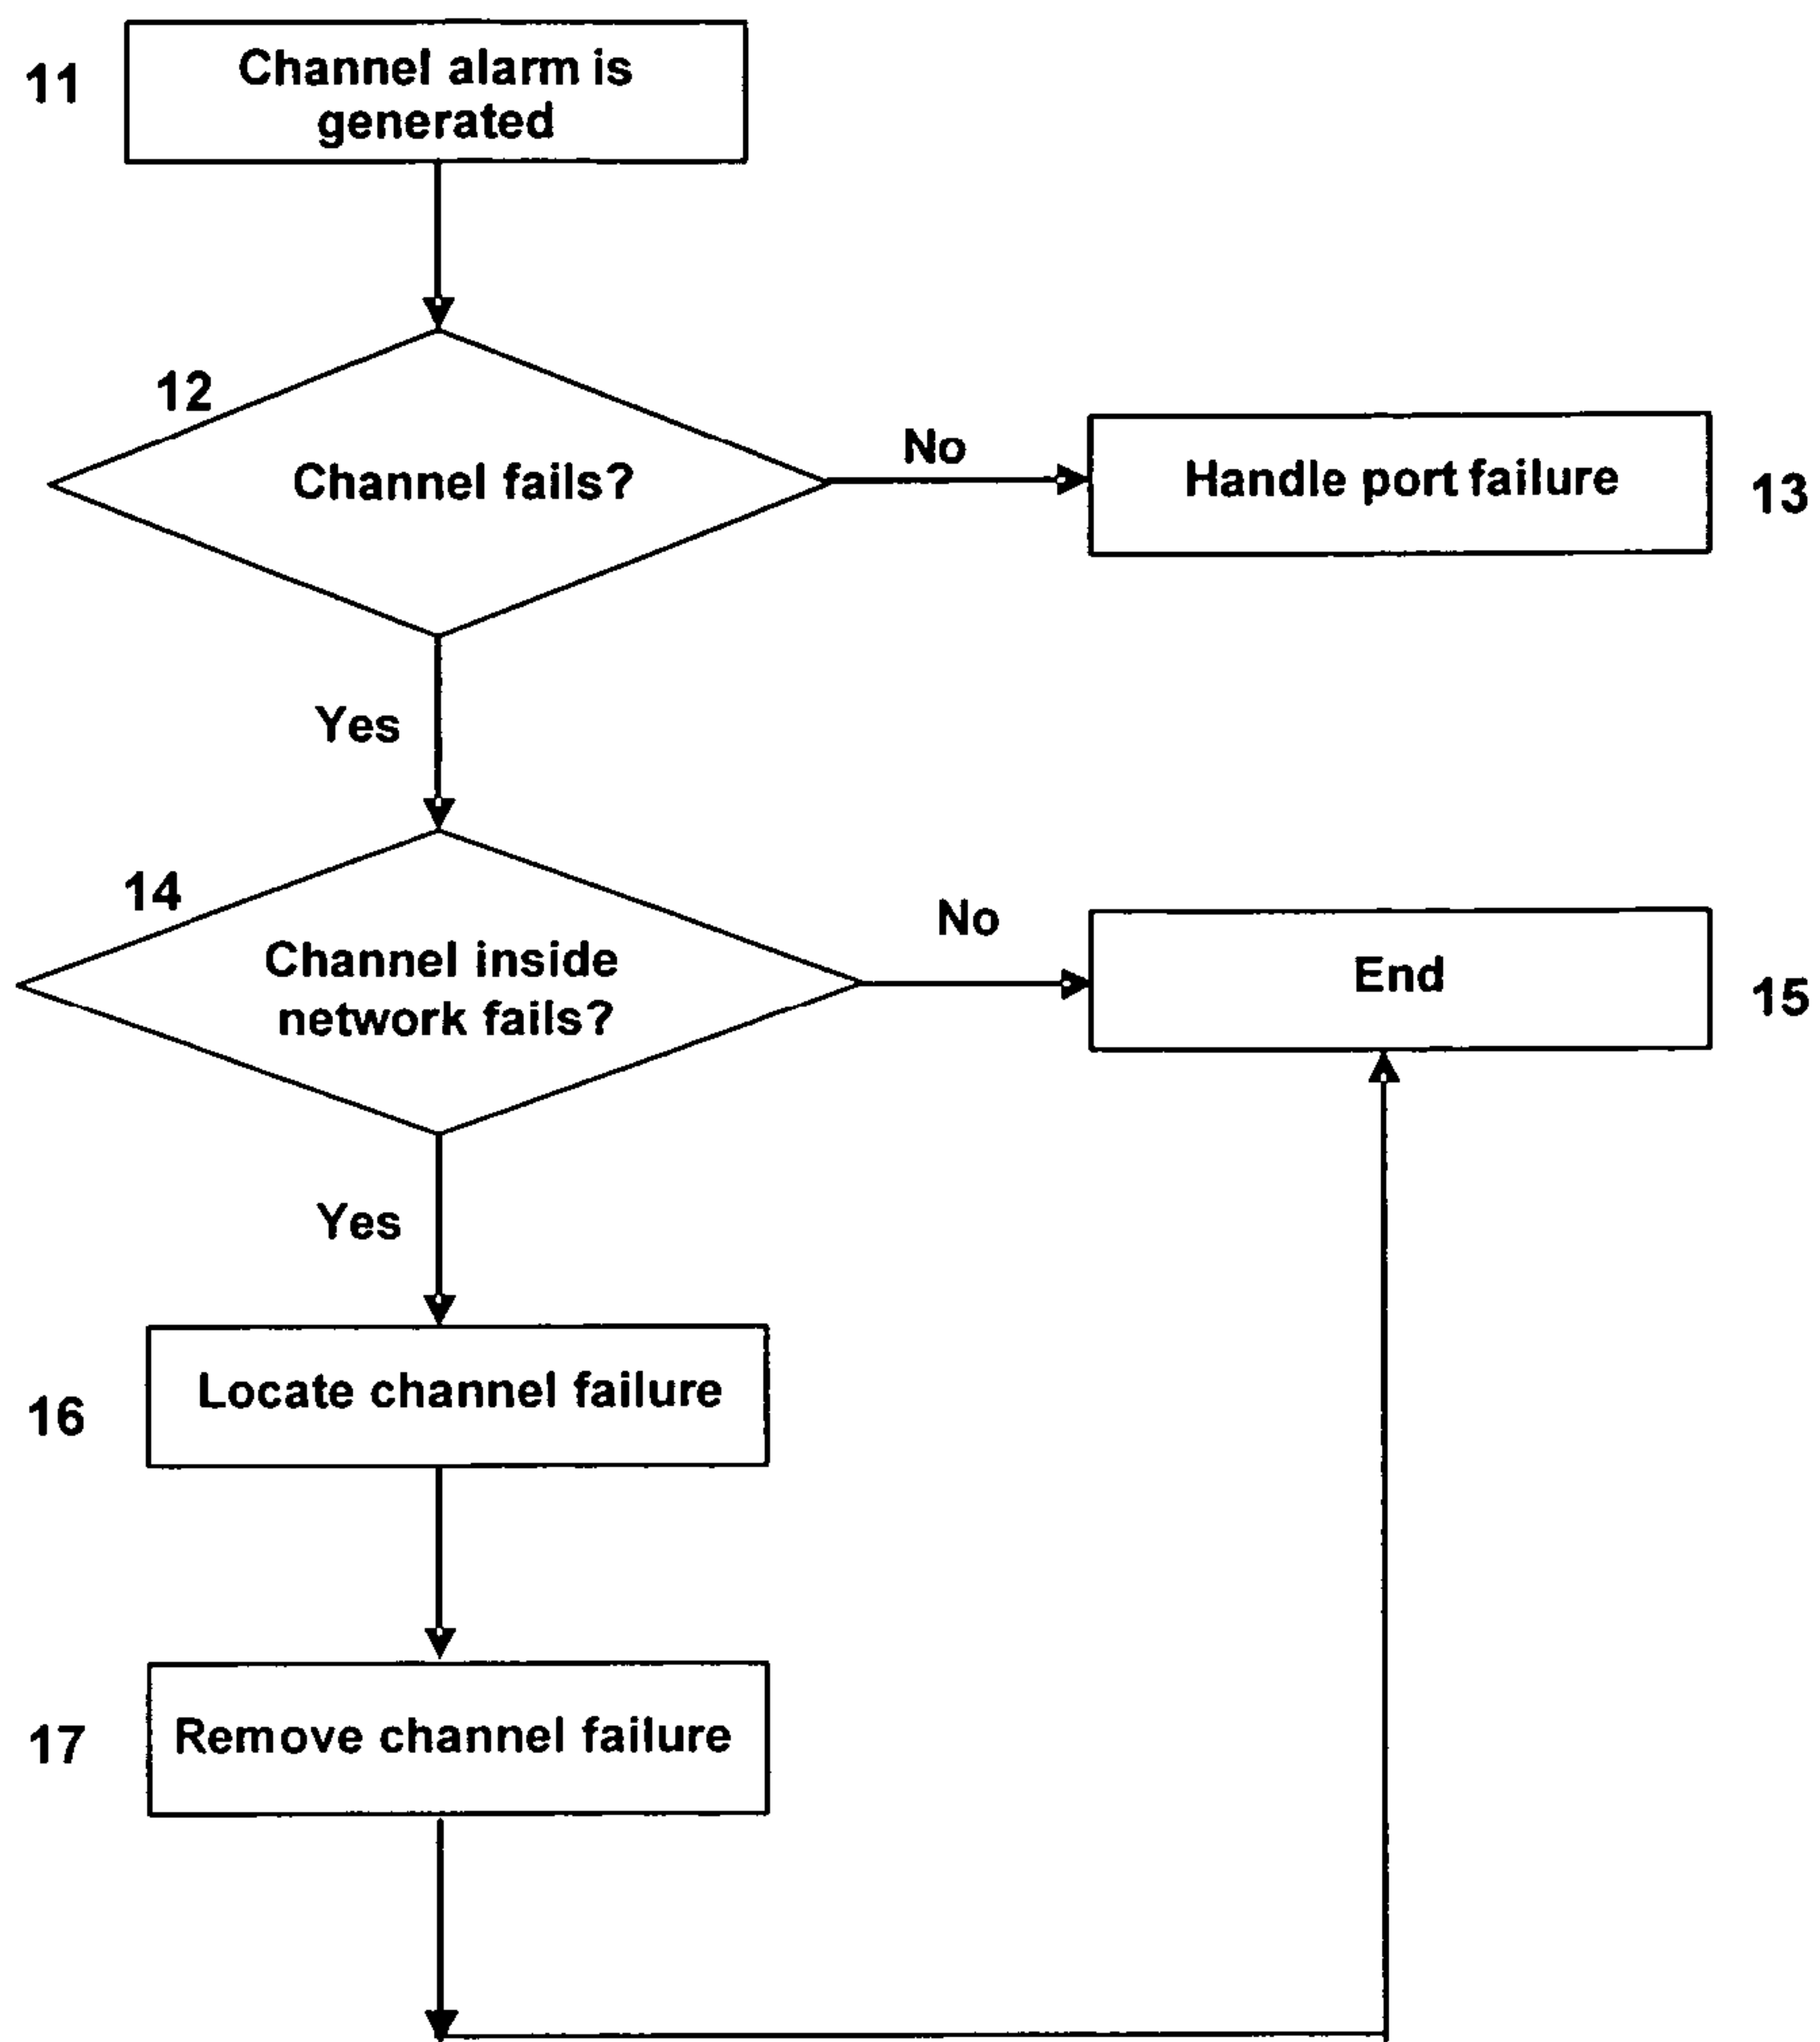 11
Channel alarm is
generated
12
Channel fails?
No
Handle port failure
13
Yes
14
Channel inside
network fails?
No
End
15
Yes
16
Locate channel failure
17
Remove channel failure